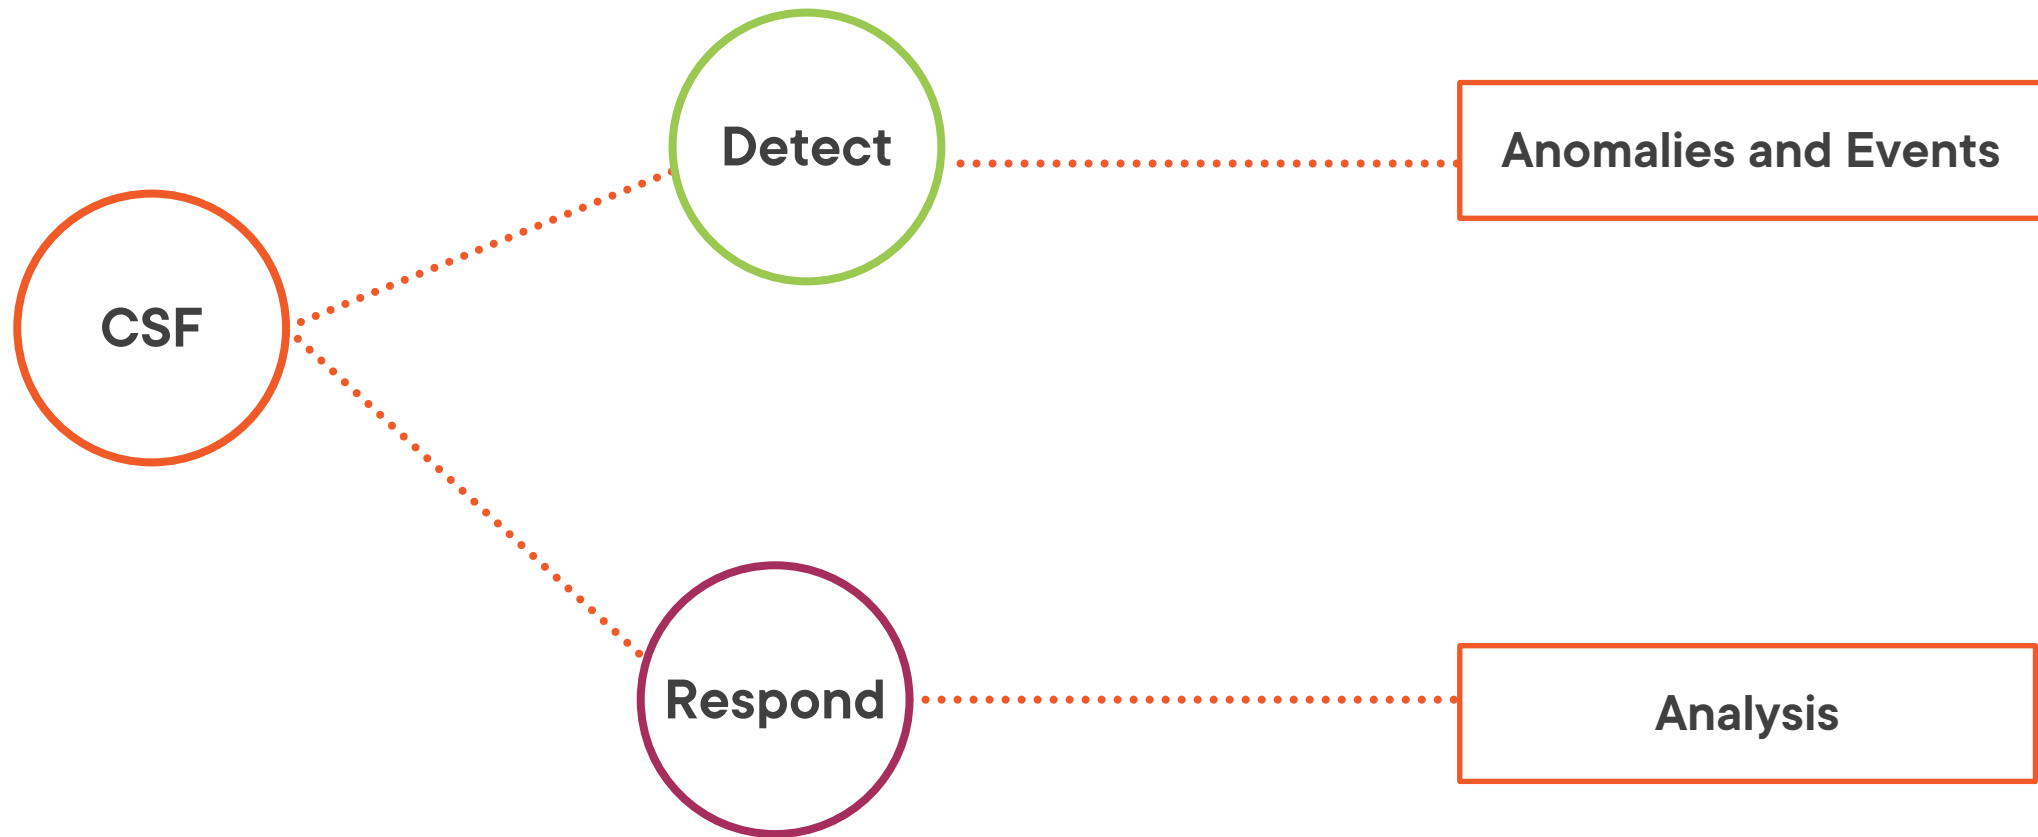 Detect
Anomalies and Events
CSF
Respond
Analysis